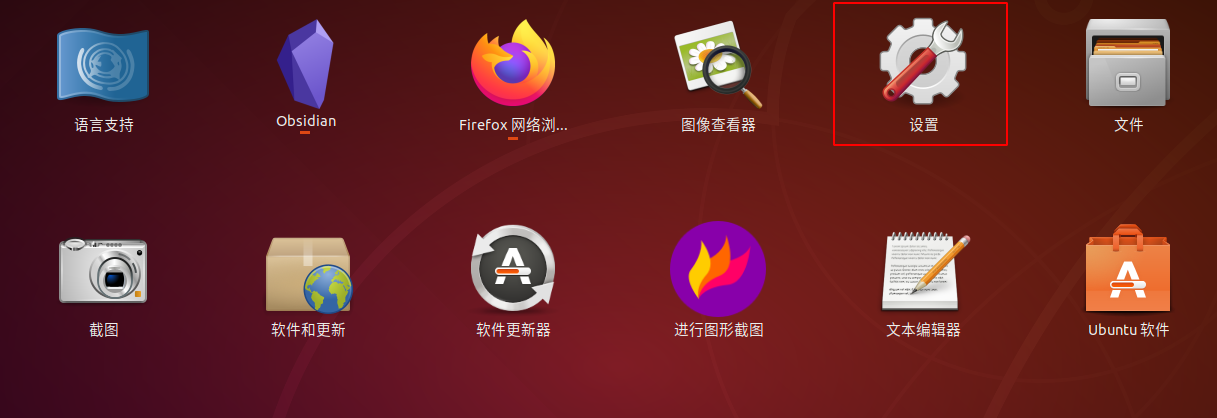 语言支持
Obsidian
Firefox 网络浏...
图像查看器
设置
文件
截图
软件和更新
软件更新器
进行图形截图
文本编辑器
Ubuntu 软件